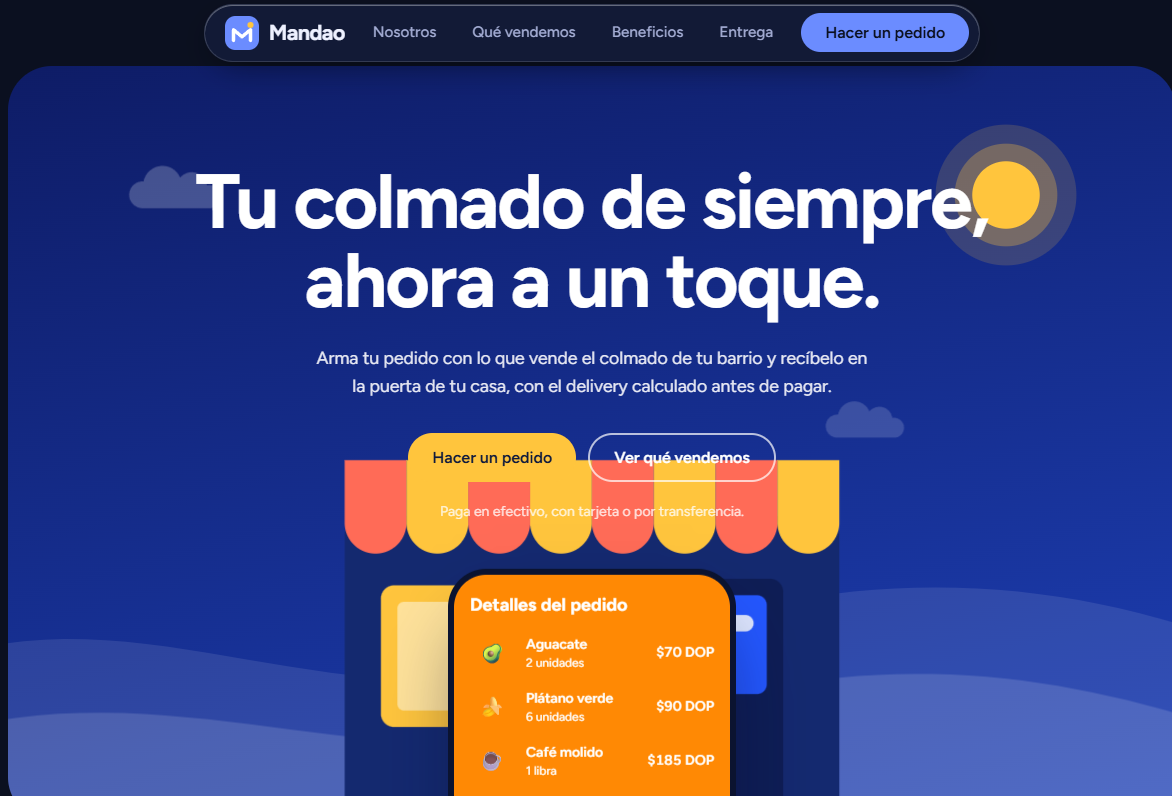 Mandao
Nosotros
Qué vendemos
Beneficios
Entrega
Hacer un pedido
Tu colmado de siempre,
ahora a un toque.
Arma tu pedido con lo que vende el colmado de tu barrio y recíbelo en
la puerta de tu casa, con el delivery calculado antes de pagar.
Hacer un pedido
Ver qué vendemos
Paga en efectivo, con tarjeta o por transferencia.
Detalles del pedido
Aguacate
2 unidades
$70 DOP
Plátano verde
6 unidades
$90 DOP
Café molido
1 libra
$185 DOP